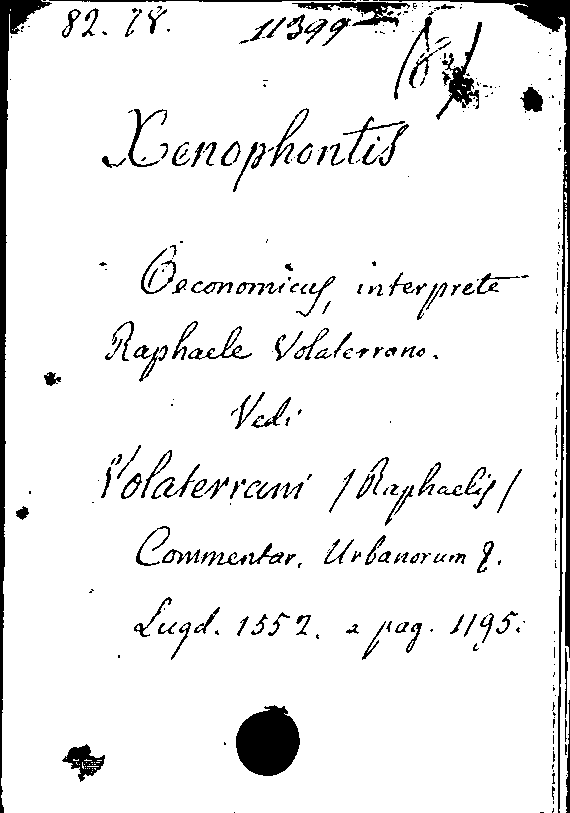 82. 78. 11399 (8)
Xenophontis
Oeconomicus, interprete
Raphaele Volaterrano.
Vedi
Volaterrani /Raphaelis/
Commentar. Urbanorum &.
Lugd. 1552. a pag. 1195.